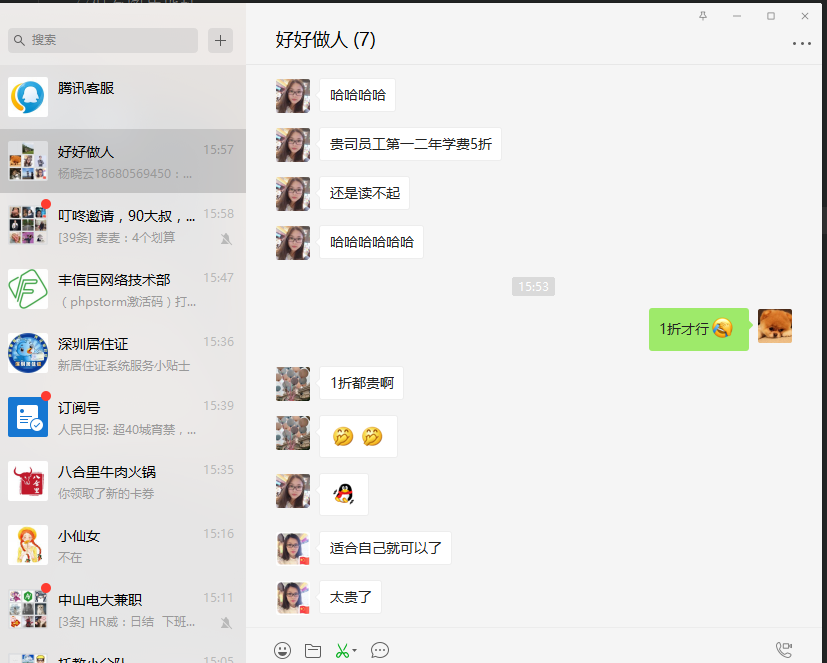 搜索
腾讯客服
好好做人
15:57
杨晓云18680569450：...
叮咚邀请，90大叔，...
15:58
[39条] 麦麦：4个划算
丰信巨网络技术部
15:47
（phpstorm激活码）打...
深圳居住证
15:36
新居住证系统服务小贴士
订阅号
15:39
人民日报: 超40城宵禁，...
八合里牛肉火锅
15:35
你领取了新的卡券
小仙女
15:16
不在
中山电大兼职
15:11
[3条] HR威：日结 下班...
托教小分队
15:05
好好做人 (7)
哈哈哈哈
贵司员工第一二年学费5折
还是读不起
哈哈哈哈哈哈
15:53
1折才行
1折都贵啊
适合自己就可以了
太贵了